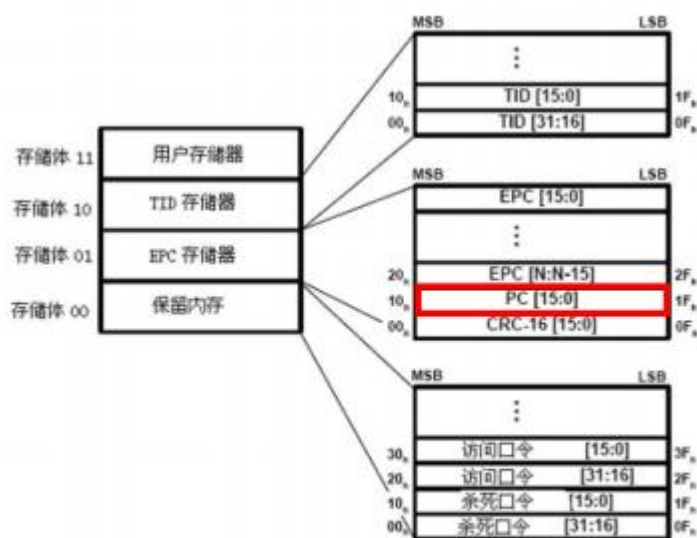 存储体 11 用户存储器
存储体 10 TID 存储器
存储体 01 EPC 存储器
存储体 00 保留内存
MSB LSB
⋮
10h TID [15:0] 1Fh
00h TID [31:16] 0Fh
MSB LSB
EPC [15:0]
⋮
20h EPC [N:N-15] 2Fh
10h PC [15:0] 1Fh
00h CRC-16 [15:0] 0Fh
MSB LSB
⋮
30h 访问口令 [15:0] 3Fh
20h 访问口令 [31:16] 2Fh
10h 杀死口令 [15:0] 1Fh
00h 杀死口令 [31:16] 0Fh